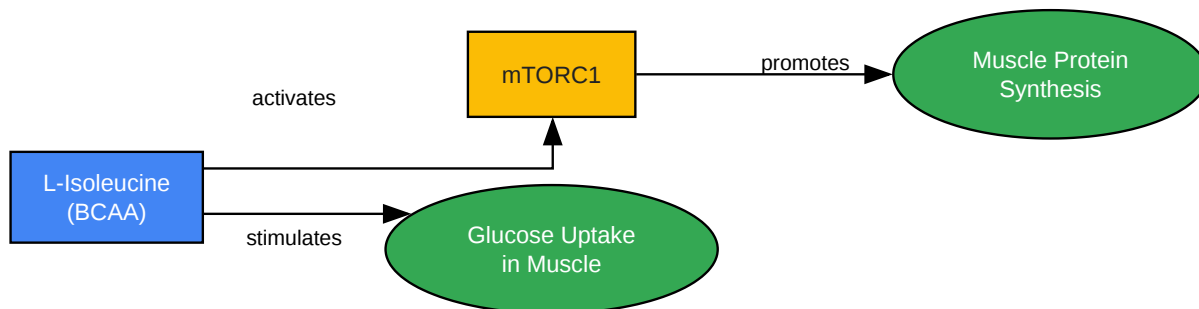 Muscle Protein
Synthesis
promotes
mTORC1
activates
L-Isoleucine
(BCAA)
stimulates
Glucose Uptake
in Muscle